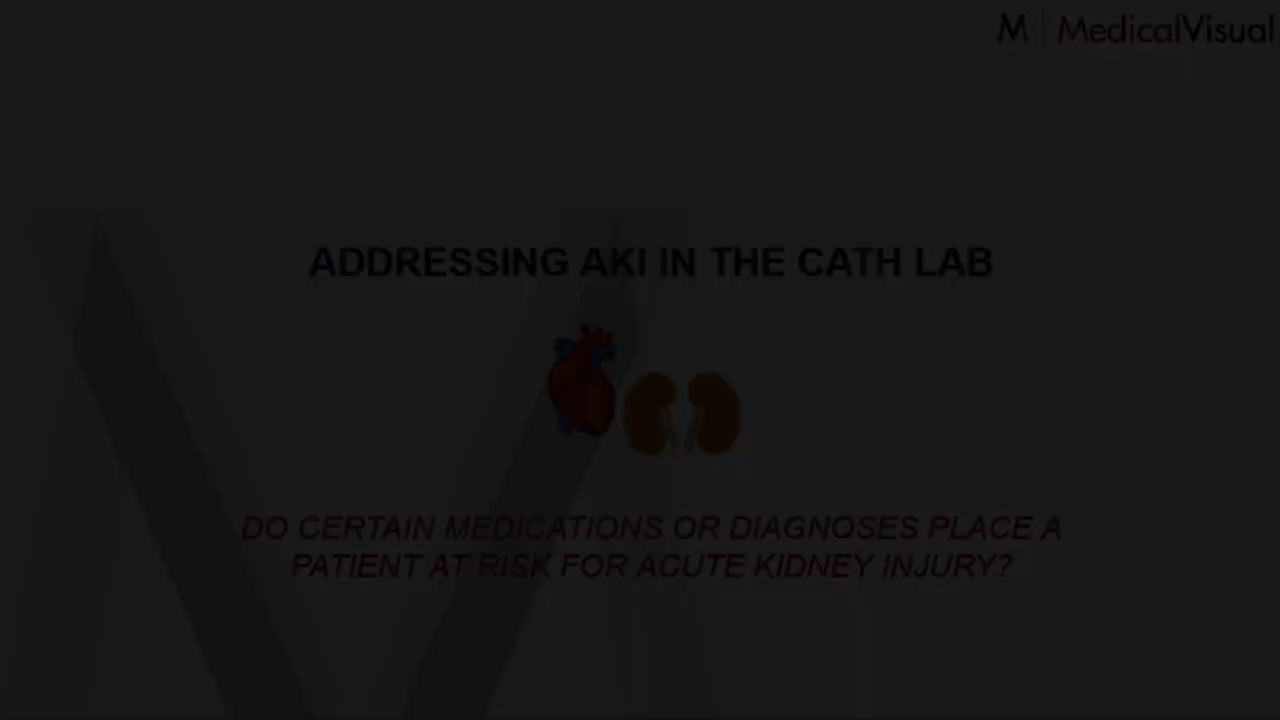 M | MedicalVisual
ADDRESSING AKI IN THE CATH LAB
DO CERTAIN MEDICATIONS OR DIAGNOSES PLACE A
PATIENT AT RISK FOR ACUTE KIDNEY INJURY?